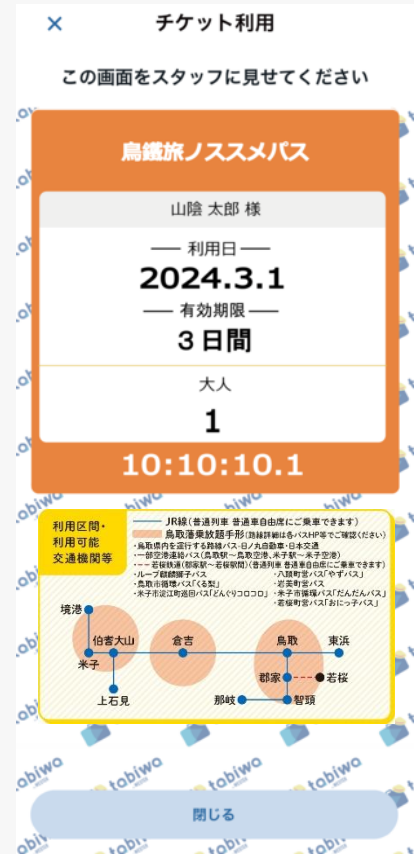 ×
チケット利用
この画面をスタッフに見せてください
鳥鐵旅ノススメパス
山陰 太郎 様
利用日
2024.3.1
有効期限
3日間
大人
1
10:10:10.1
利用区間・
利用可能
交通機関等
JR線(普通列車 普通車自由席にご乗車できます)
鳥取藩乗放題手形(路線詳細は各バスHP等でご確認ください)
・鳥取県内を運行する路線バス-日ノ丸自動車・日本交通
・一部空港連絡バス(鳥取駅〜鳥取空港、米子駅〜米子空港)
・---若桜鉄道(郡家駅〜若桜駅間)(普通列車 普通車自由席にご乗車できます)
・ループ麒麟獅子バス
・八頭町営バス「やずバス」
・鳥取市循環バス「くる梨」
・岩美町営バス
・米子市淀江町巡回バス「どんぐりコロコロ」
・米子市循環バス「だんだんバス」
・若桜町営バス「おにっ子バス」
境港
伯耆大山
倉吉
鳥取
東浜
米子
郡家
若桜
上石見
那岐
智頭
tobiwa
閉じる